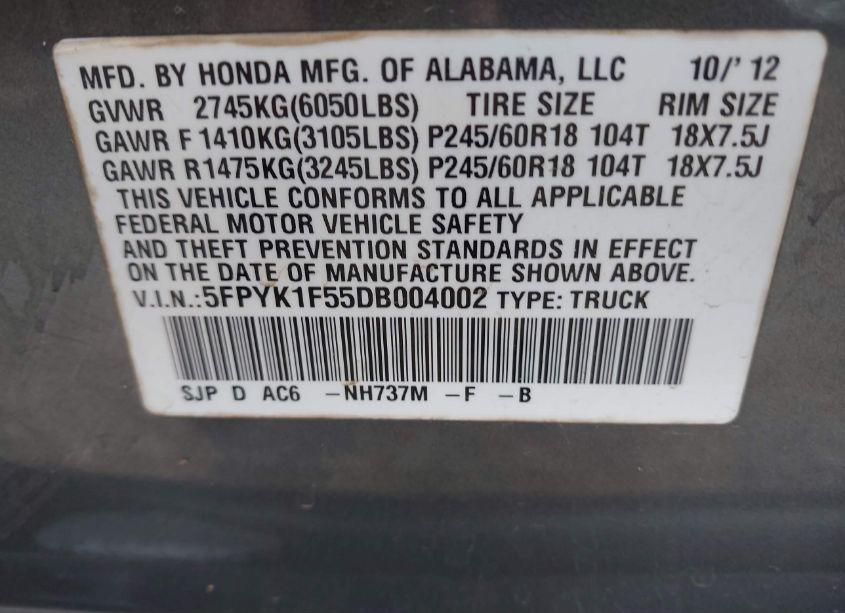 MFD. BY HONDA MFG. OF ALABAMA, LLC 10/' 12
GVWR 2745KG(6050LBS) TIRE SIZE RIM SIZE
GAWR F 1410KG(3105LBS) P245/60R18 104T 18X7.5J
GAWR R1475KG(3245LBS) P245/60R18 104T 18X7.5J
THIS VEHICLE CONFORMS TO ALL APPLICABLE
FEDERAL MOTOR VEHICLE SAFETY
AND THEFT PREVENTION STANDARDS IN EFFECT
ON THE DATE OF MANUFACTURE SHOWN ABOVE.
V.I.N.:5FPYK1F55DB004002 TYPE: TRUCK
SJP D AC6 -NH737M -F -B